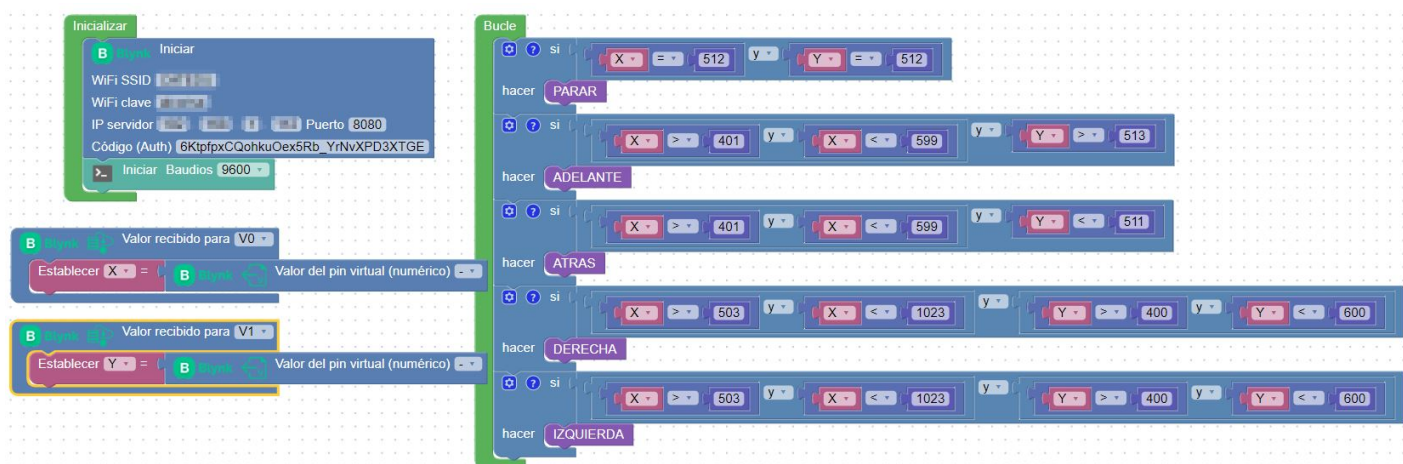 Inicializar
B Blynk Iniciar
WiFi SSID
WiFi clave
IP servidor Puerto 8080
Código (Auth) 6KtpfpxCQohkuOex5Rb_YrNvXPD3XTGE
Iniciar Baudios 9600
B Blynk Valor recibido para V0
Establecer X = B Blynk Valor del pin virtual (numérico) -
B Blynk Valor recibido para V1
Establecer Y = B Blynk Valor del pin virtual (numérico) -
Bucle
? si X = 512 y Y = 512
hacer PARAR
? si X > 401 y X < 599 y Y > 513
hacer ADELANTE
? si X > 401 y X < 599 y Y < 511
hacer ATRAS
? si X > 503 y X < 1023 y Y > 400 y Y < 600
hacer DERECHA
? si X > 503 y X < 1023 y Y > 400 y Y < 600
hacer IZQUIERDA